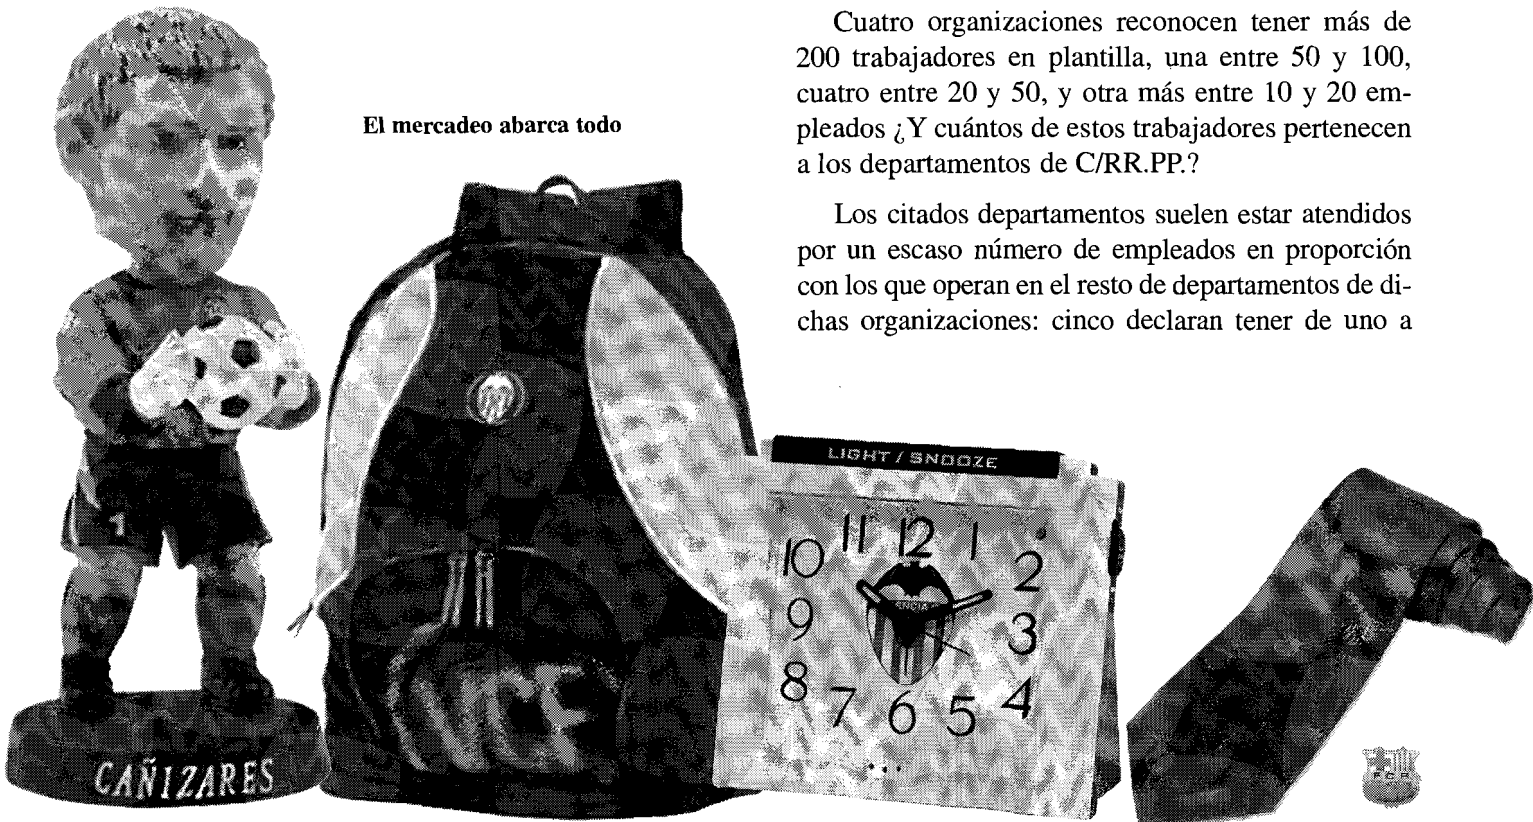 Cuatro organizaciones reconocen tener más de
200 trabajadores en plantilla, una entre 50 y 100,
cuatro entre 20 y 50, y otra más entre 10 y 20 em-
pleados ¿Y cuántos de estos trabajadores pertenecen
a los departamentos de C/RR.PP.?
Los citados departamentos suelen estar atendidos
por un escaso número de empleados en proporción
con los que operan en el resto de departamentos de di-
chas organizaciones: cinco declaran tener de uno a
El mercadeo abarca todo
1
CAÑIZARES
LIGHT / SNOOZE
11 12 1
10 2
9 3
8 4
7 6 5
ENCIA
F C B